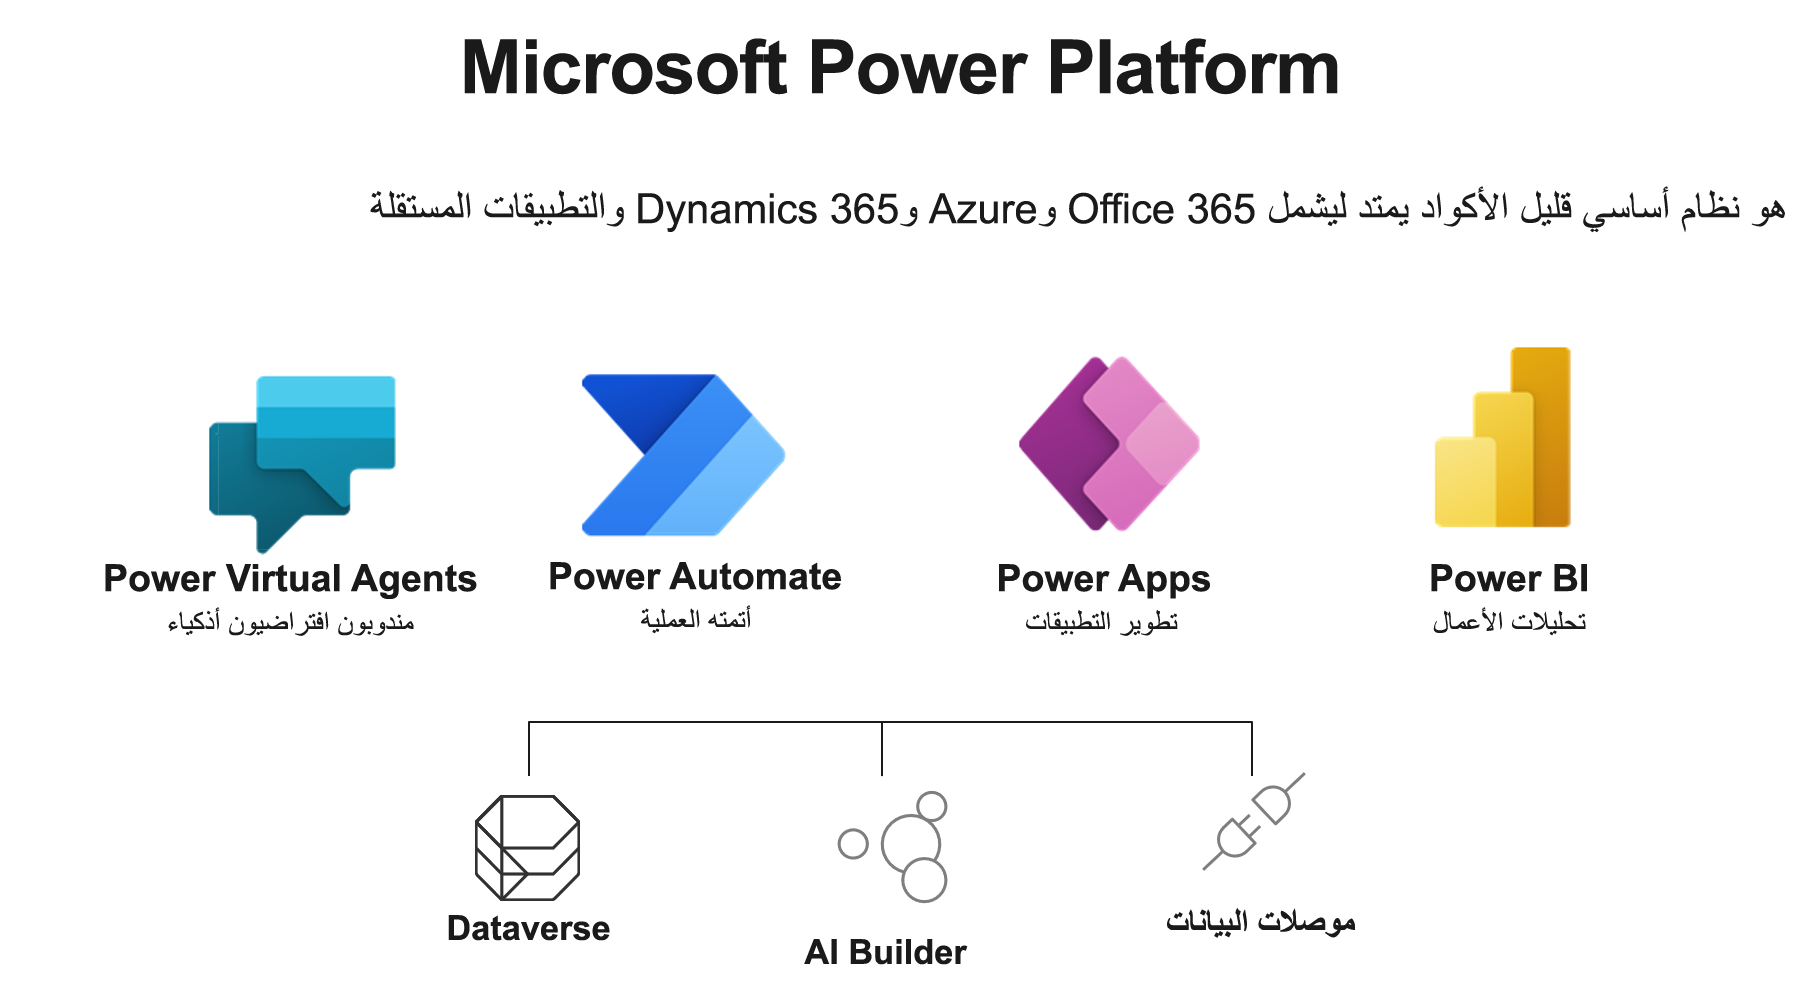 Microsoft Power Platform
هو نظام أساسي قليل الأكواد يمتد ليشمل Office 365 وAzure وDynamics 365 والتطبيقات المستقلة
Power BI
تحليلات الأعمال
Power Apps
تطوير التطبيقات
Power Automate
أتمته العملية
Power Virtual Agents
مندوبون افتراضيون أذكياء
موصلات البيانات
AI Builder
Dataverse